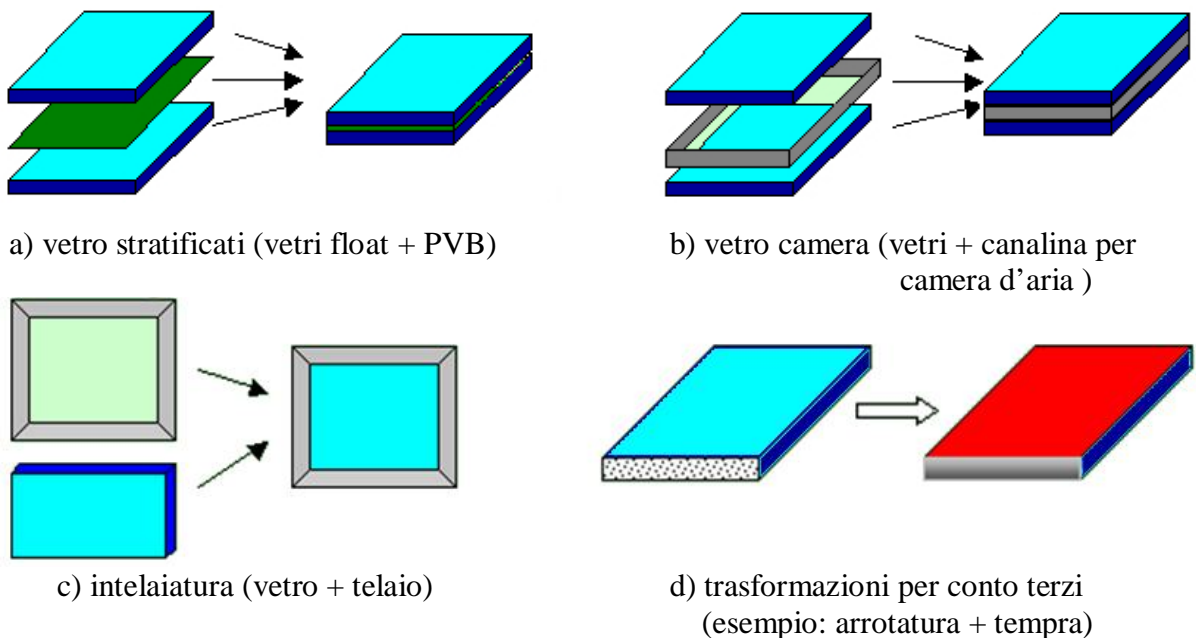 a) vetro stratificati (vetri float + PVB)
b) vetro camera (vetri + canalina per
camera d’aria )
c) intelaiatura (vetro + telaio)
d) trasformazioni per conto terzi
(esempio: arrotatura + tempra)